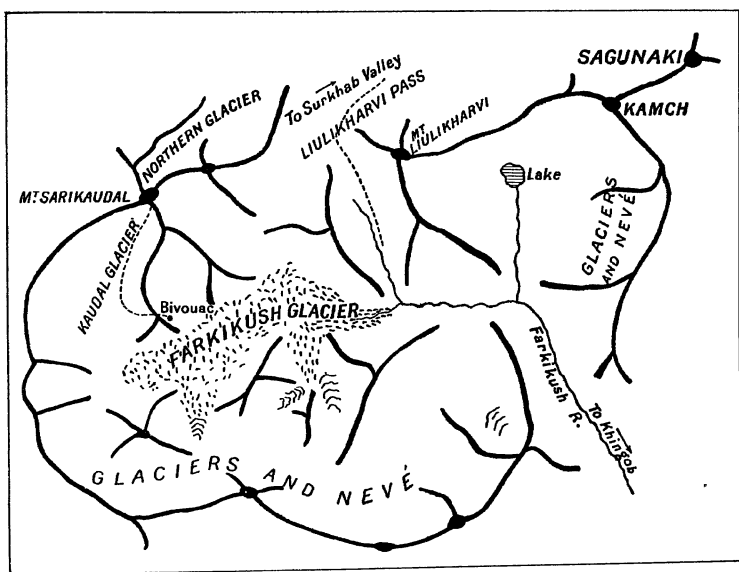 SAGUNAKI
KAMCH
To Surkhab Valley
LIULIKHARVI PASS
MT LIULIKHARVI
NORTHERN GLACIER
MT SARIKAUDAL
Lake
GLACIERS
AND NEVÉ
KAUDAL GLACIER
Bivouac
FARKIKUSH GLACIER
Farkikush R.
To Khingob
GLACIERS AND NEVÉ